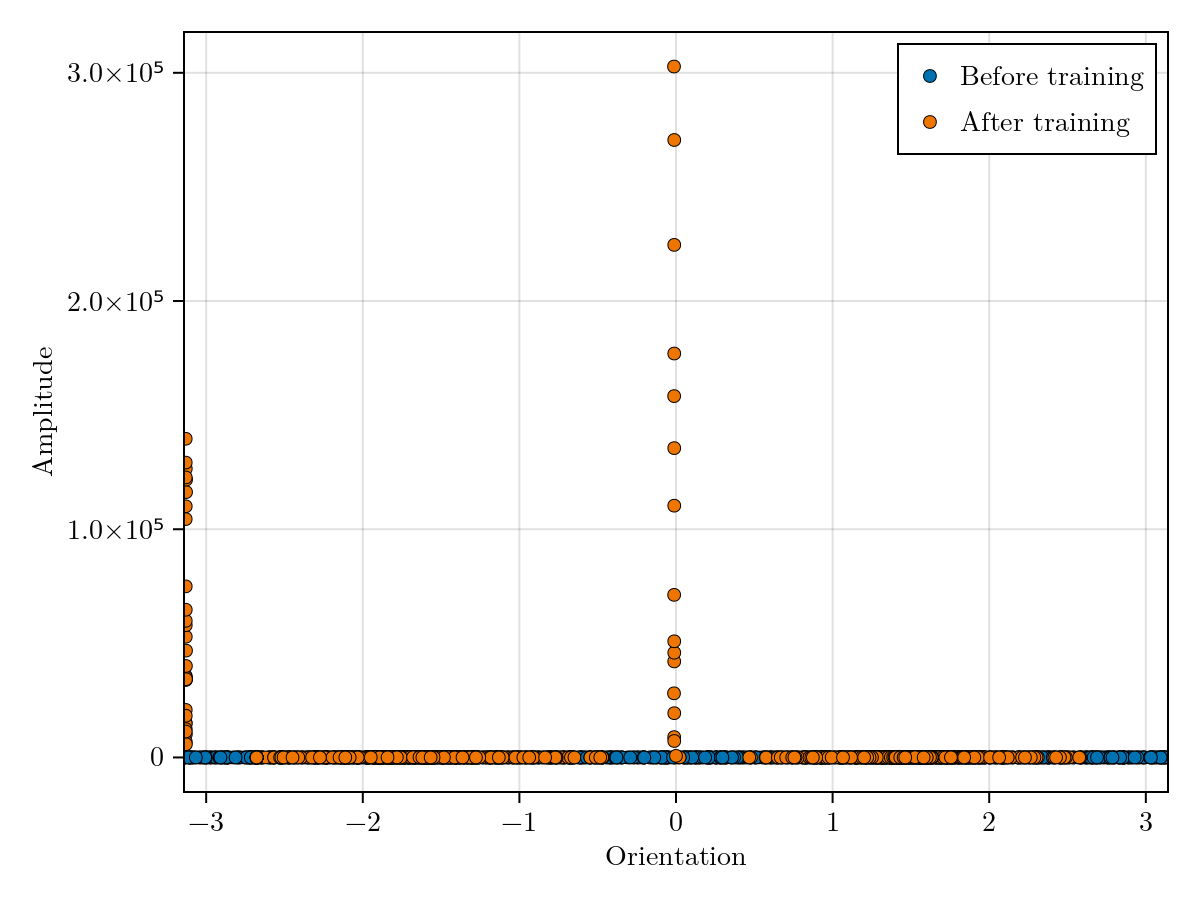 Before training
After training
3.0×10⁵
2.0×10⁵
1.0×10⁵
0
Amplitude
−3
−2
−1
0
1
2
3
Orientation